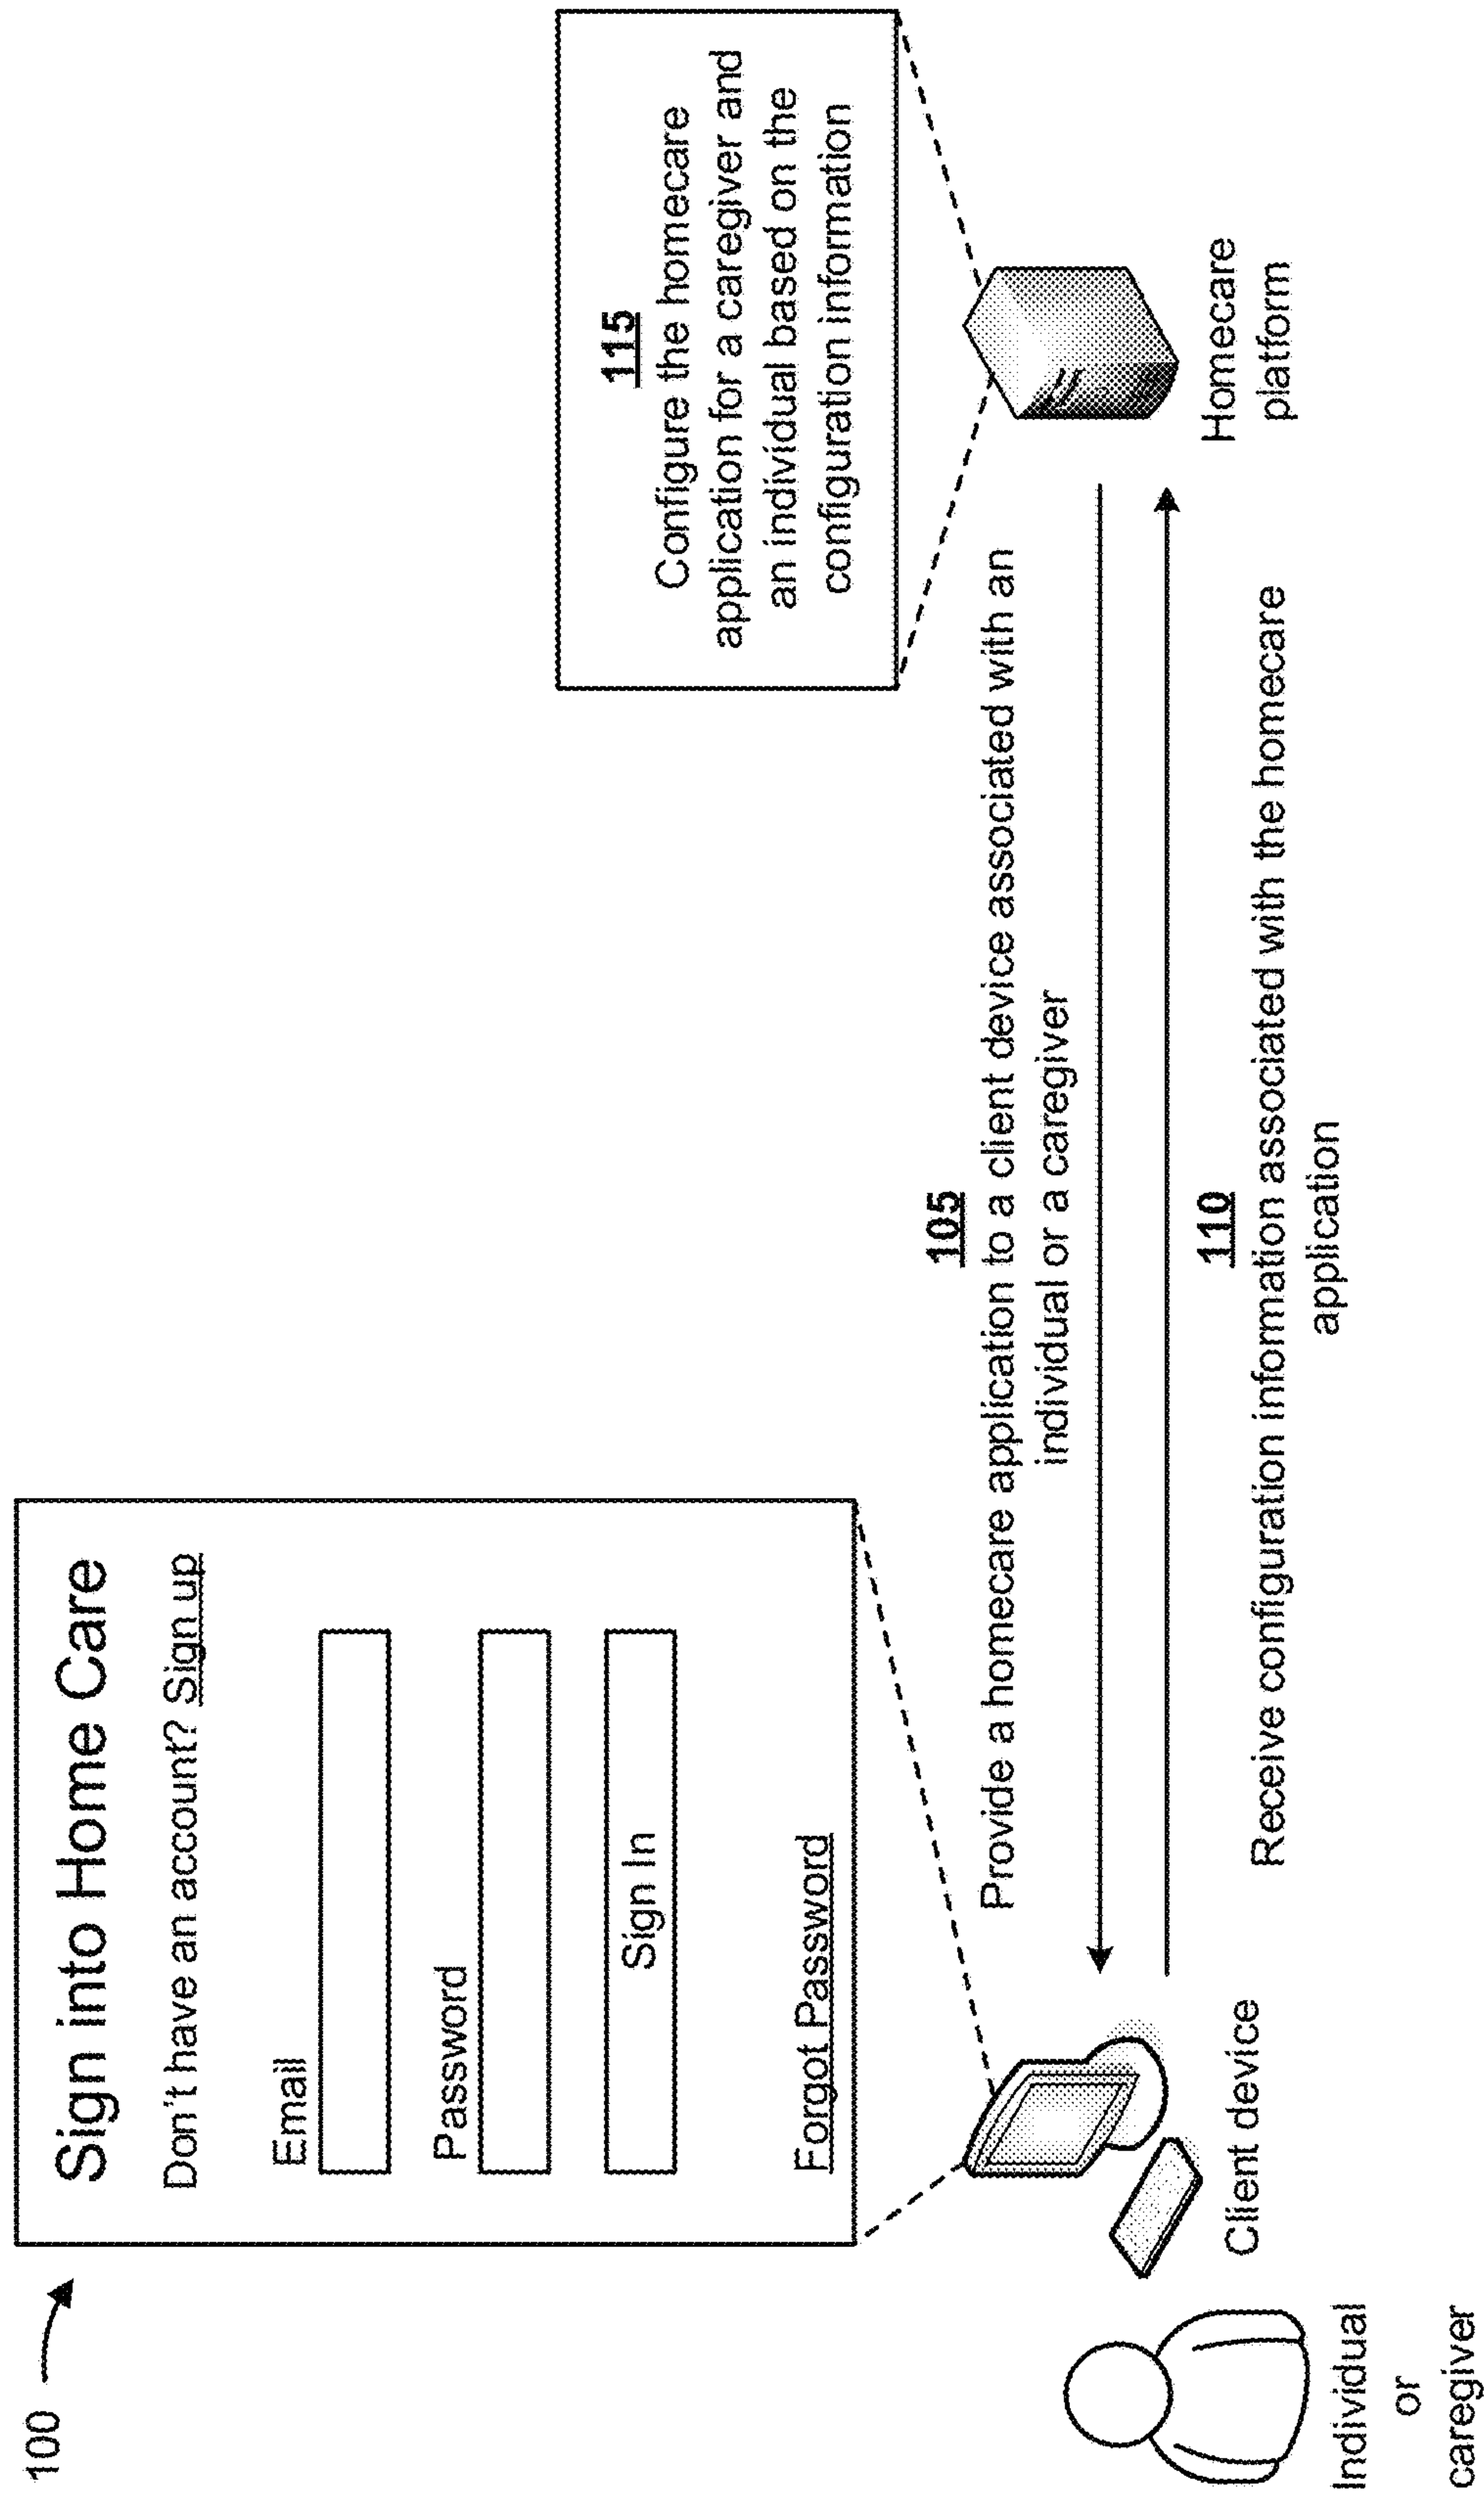 100
Sign into Home Care
Don't have an account? Sign up
Email
Password
Sign In
Forgot Password
115
Configure the homecare
application for a caregiver and
an individual based on the
configuration information
105
Provide a homecare application to a client device associated with an
individual or a caregiver
110
Receive configuration information associated with the homecare
application
Client device
Homecare
platform
Individual
or
caregiver